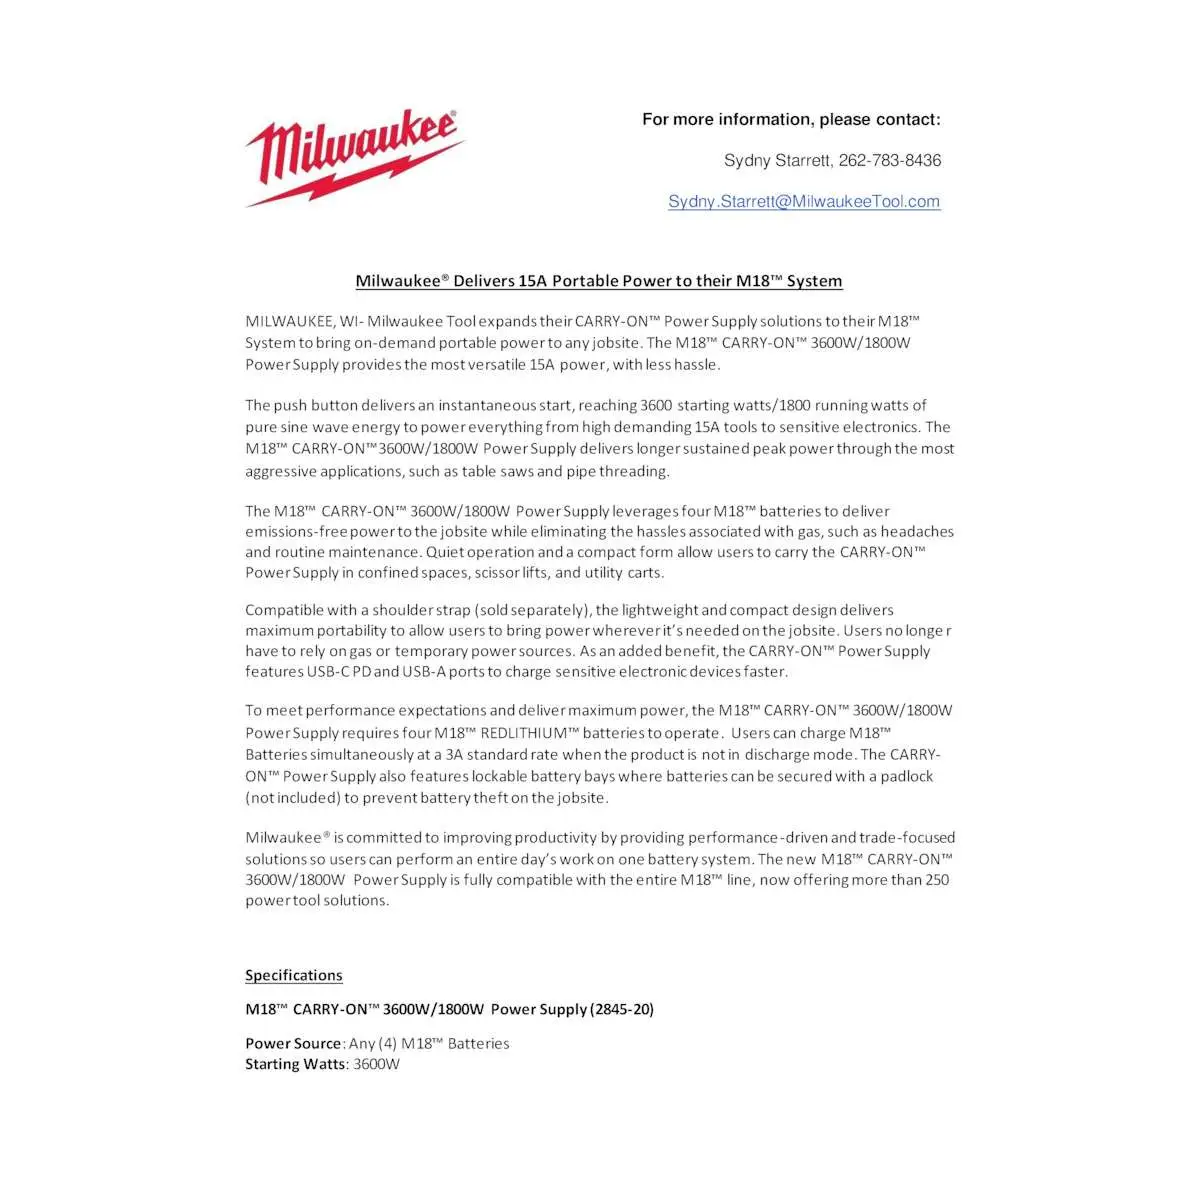 Milwaukee®
For more information, please contact:
Sydny Starrett, 262-783-8436
Sydny.Starrett@MilwaukeeTool.com
Milwaukee® Delivers 15A Portable Power to their M18™ System
MILWAUKEE, WI- Milwaukee Tool expands their CARRY-ON™ Power Supply solutions to their M18™
System to bring on-demand portable power to any jobsite. The M18™ CARRY-ON™ 3600W/1800W
Power Supply provides the most versatile 15A power, with less hassle.
The push button delivers an instantaneous start, reaching 3600 starting watts/1800 running watts of
pure sine wave energy to power everything from high demanding 15A tools to sensitive electronics. The
M18™ CARRY-ON™3600W/1800W Power Supply delivers longer sustained peak power through the most
aggressive applications, such as table saws and pipe threading.
The M18™ CARRY-ON™ 3600W/1800W Power Supply leverages four M18™ batteries to deliver
emissions-free power to the jobsite while eliminating the hassles associated with gas, such as headaches
and routine maintenance. Quiet operation and a compact form allow users to carry the CARRY-ON™
Power Supply in confined spaces, scissor lifts, and utility carts.
Compatible with a shoulder strap (sold separately), the lightweight and compact design delivers
maximum portability to allow users to bring power wherever it's needed on the jobsite. Users no longer
have to rely on gas or temporary power sources. As an added benefit, the CARRY-ON™ Power Supply
features USB-C PD and USB-A ports to charge sensitive electronic devices faster.
To meet performance expectations and deliver maximum power, the M18™ CARRY-ON™ 3600W/1800W
Power Supply requires four M18™ REDLITHIUM™ batteries to operate. Users can charge M18™
Batteries simultaneously at a 3A standard rate when the product is not in discharge mode. The CARRY-
ON™ Power Supply also features lockable battery bays where batteries can be secured with a padlock
(not included) to prevent battery theft on the jobsite.
Milwaukee® is committed to improving productivity by providing performance-driven and trade-focused
solutions so users can perform an entire day's work on one battery system. The new M18™ CARRY-ON™
3600W/1800W Power Supply is fully compatible with the entire M18™ line, now offering more than 250
power tool solutions.
Specifications
M18™ CARRY-ON™ 3600W/1800W Power Supply (2845-20)
Power Source: Any (4) M18™ Batteries
Starting Watts: 3600W